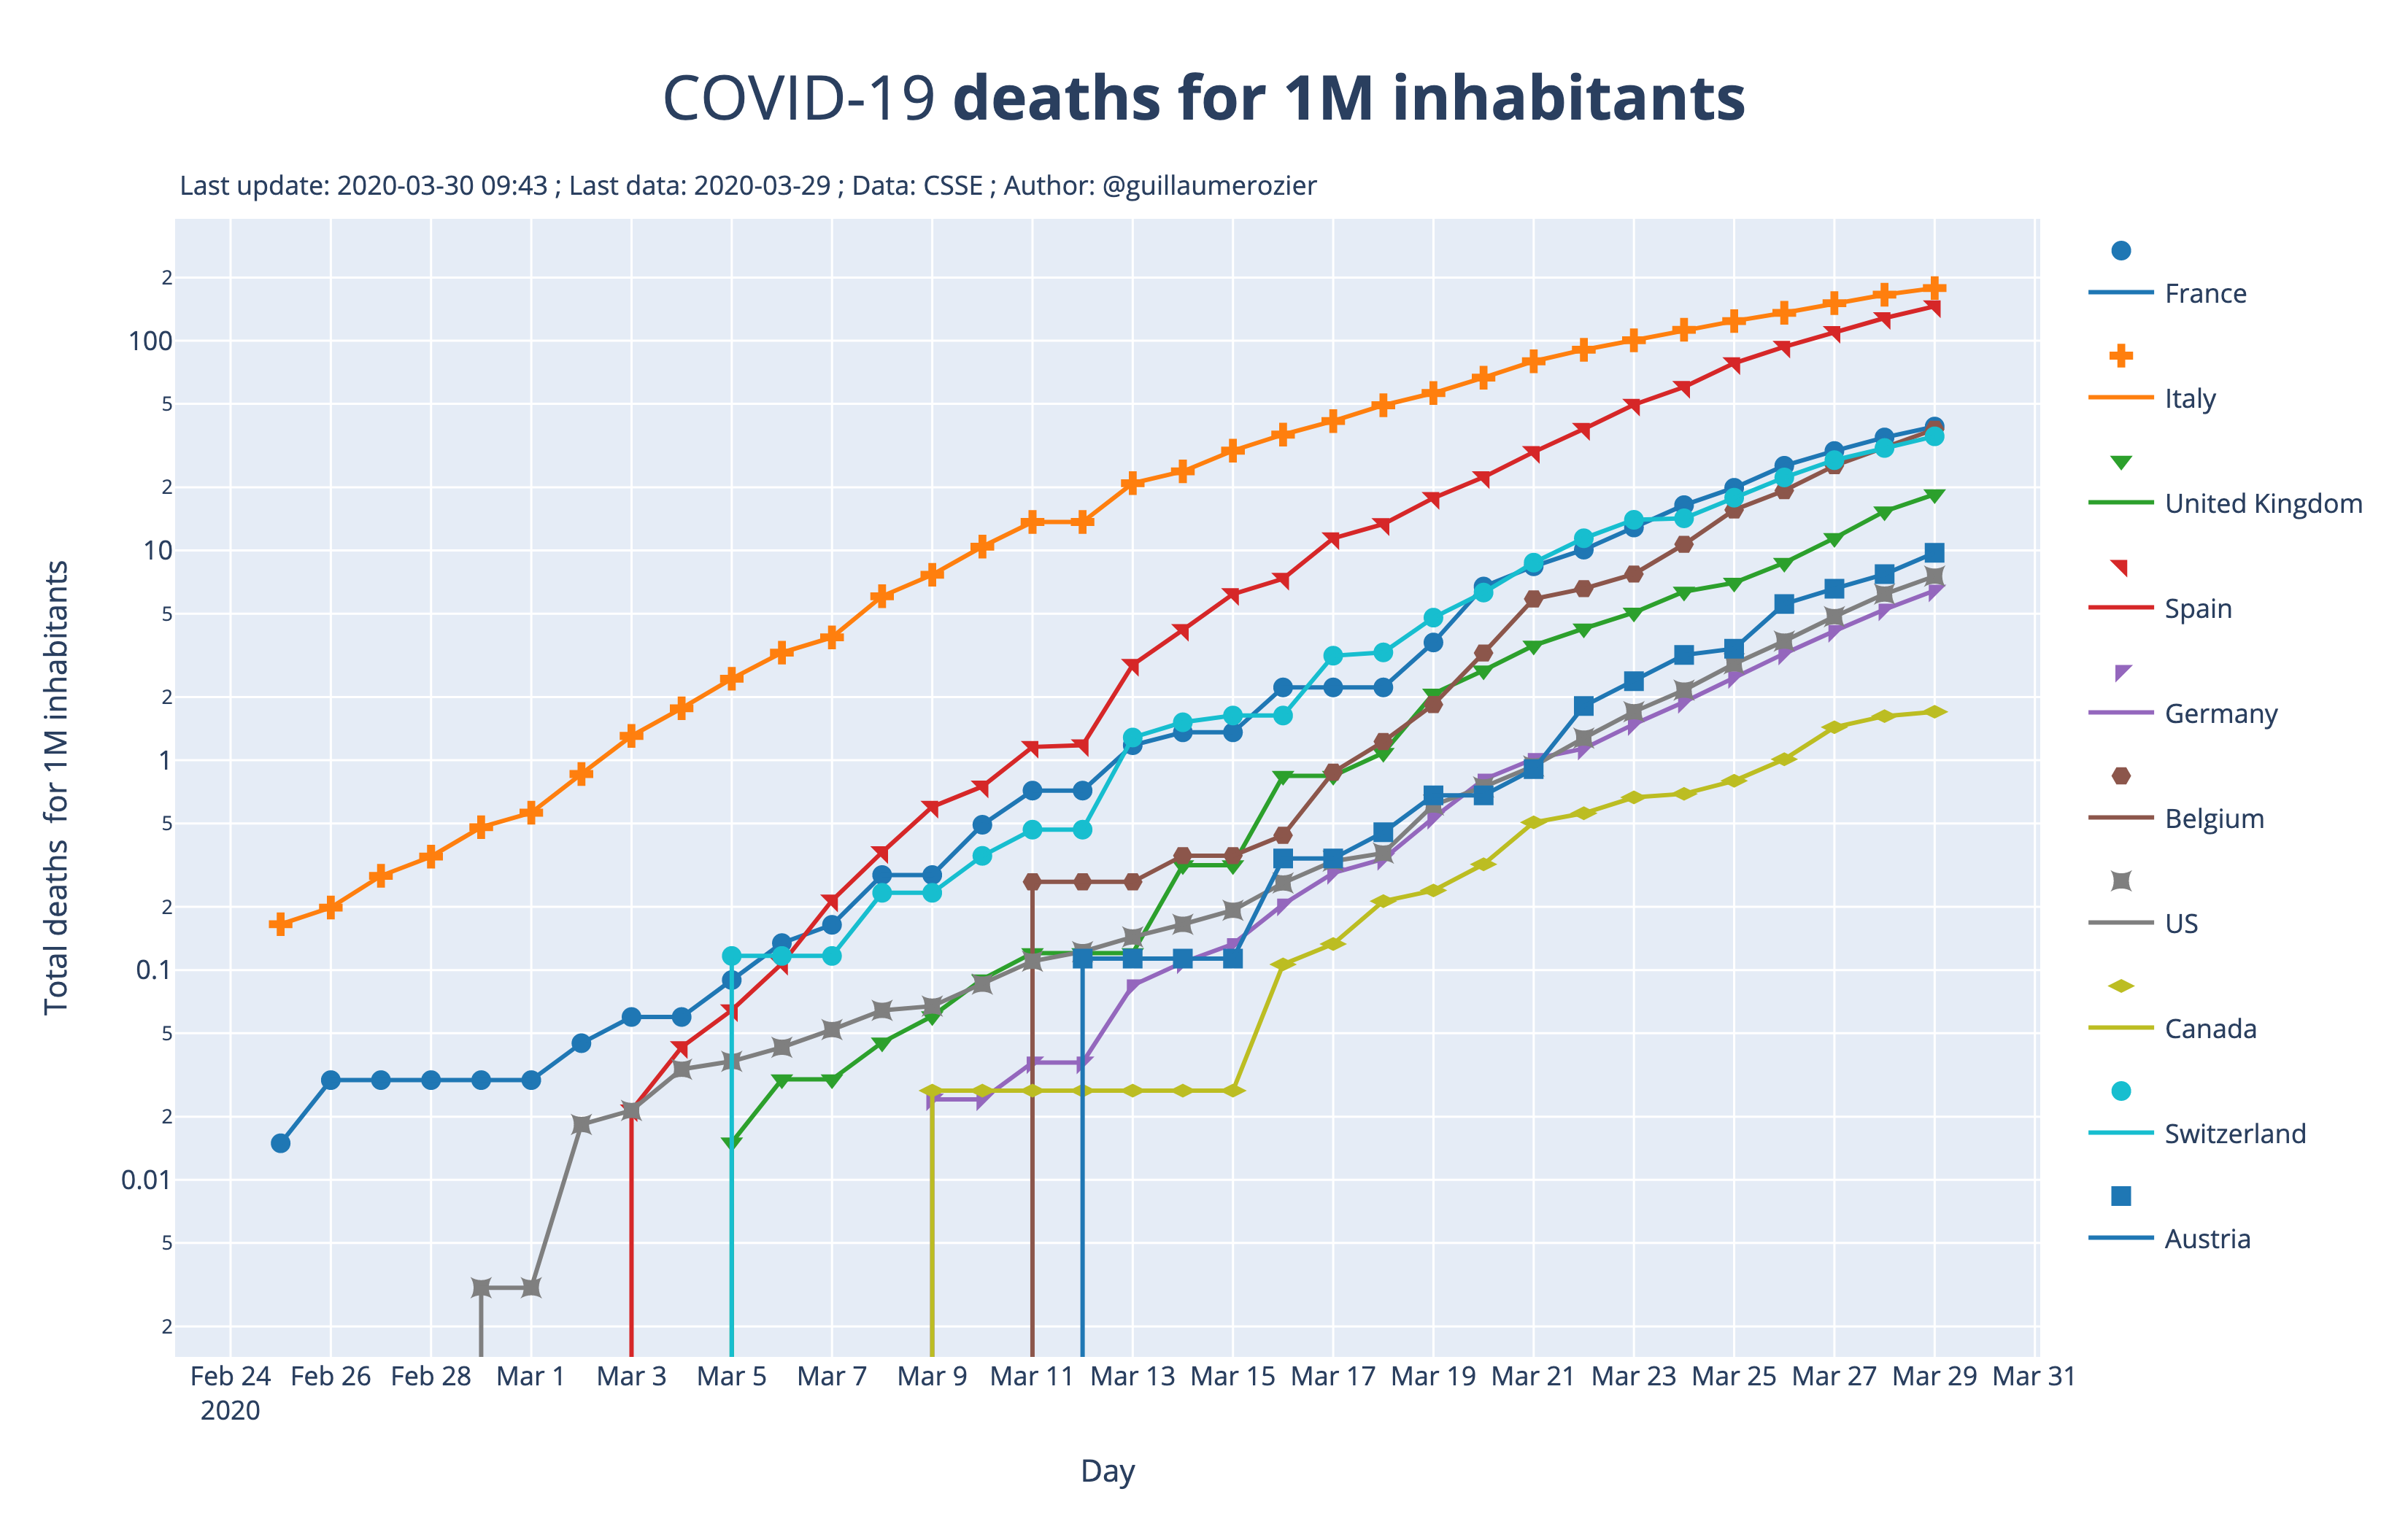 COVID-19 deaths for 1M inhabitants
Last update: 2020-03-30 09:43 ; Last data: 2020-03-29 ; Data: CSSE ; Author: @guillaumerozier
Total deaths for 1M inhabitants
2
100
5
2
10
5
2
1
5
2
0.1
5
2
0.01
5
2
Feb 24 Feb 26 Feb 28 Mar 1 Mar 3 Mar 5 Mar 7 Mar 9 Mar 11 Mar 13 Mar 15 Mar 17 Mar 19 Mar 21 Mar 23 Mar 25 Mar 27 Mar 29 Mar 31
2020
Day
France
Italy
United Kingdom
Spain
Germany
Belgium
US
Canada
Switzerland
Austria